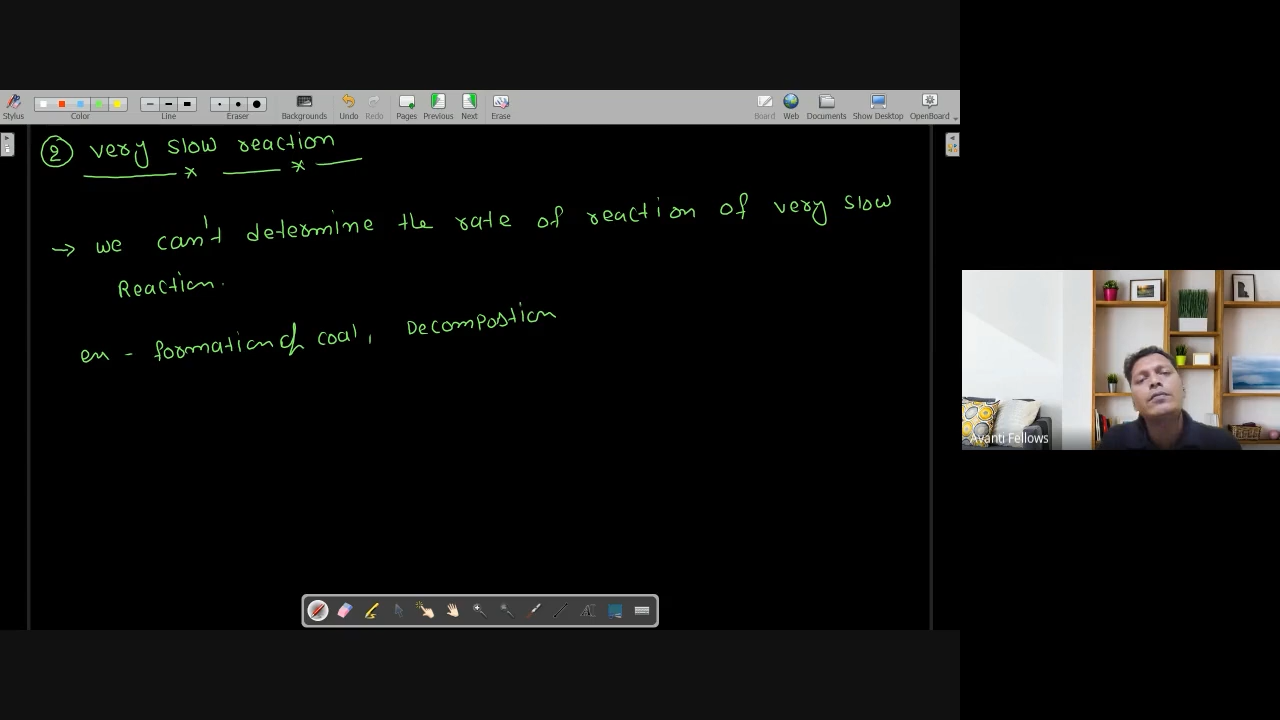 Stylus
Color
Line
Eraser
Backgrounds
Undo
Redo
Pages
Previous
Next
Erase
Board
Web
Documents
Show Desktop
OpenBoard
② very slow reaction
→ we can't determine the rate of reaction of very slow
Reaction.
ex - formation of coal, Decompostion
Avanti Fellows